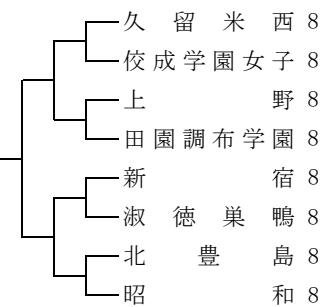 久留米西 8
佼成学園女子 8
上野 8
田園調布学園 8
新宿 8
淑徳巣鴨 8
北豊島 8
昭和 8